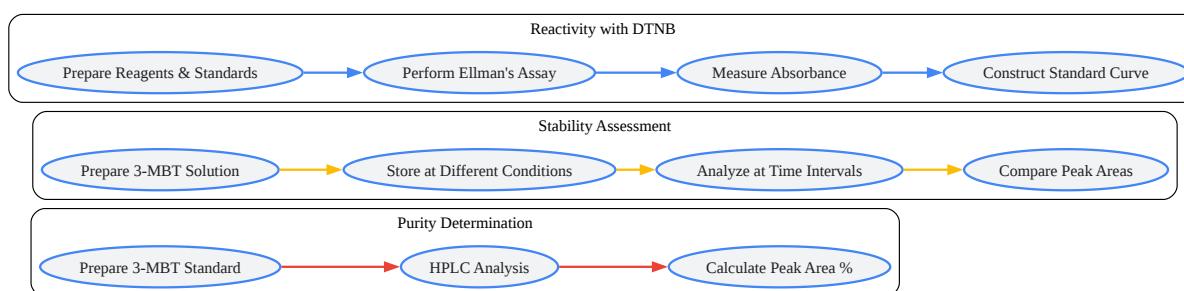 Reactivity with DTNB
Prepare Reagents & Standards
Perform Ellman's Assay
Measure Absorbance
Construct Standard Curve
Stability Assessment
Prepare 3-MBT Solution
Store at Different Conditions
Analyze at Time Intervals
Compare Peak Areas
Purity Determination
Prepare 3-MBT Standard
HPLC Analysis
Calculate Peak Area %